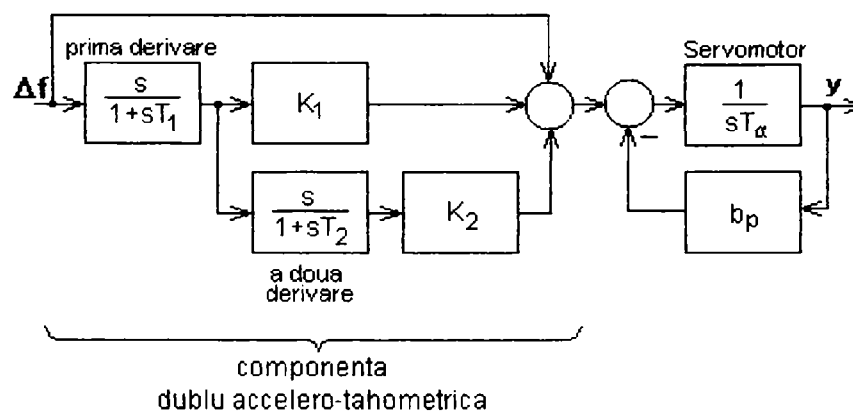 prima derivare
Servomotor
Δf
s
1+sT₁
K₁
1
sTα
y
s
1+sT₂
K₂
−
bₚ
a doua
derivare
componenta
dublu accelero-tahometrica